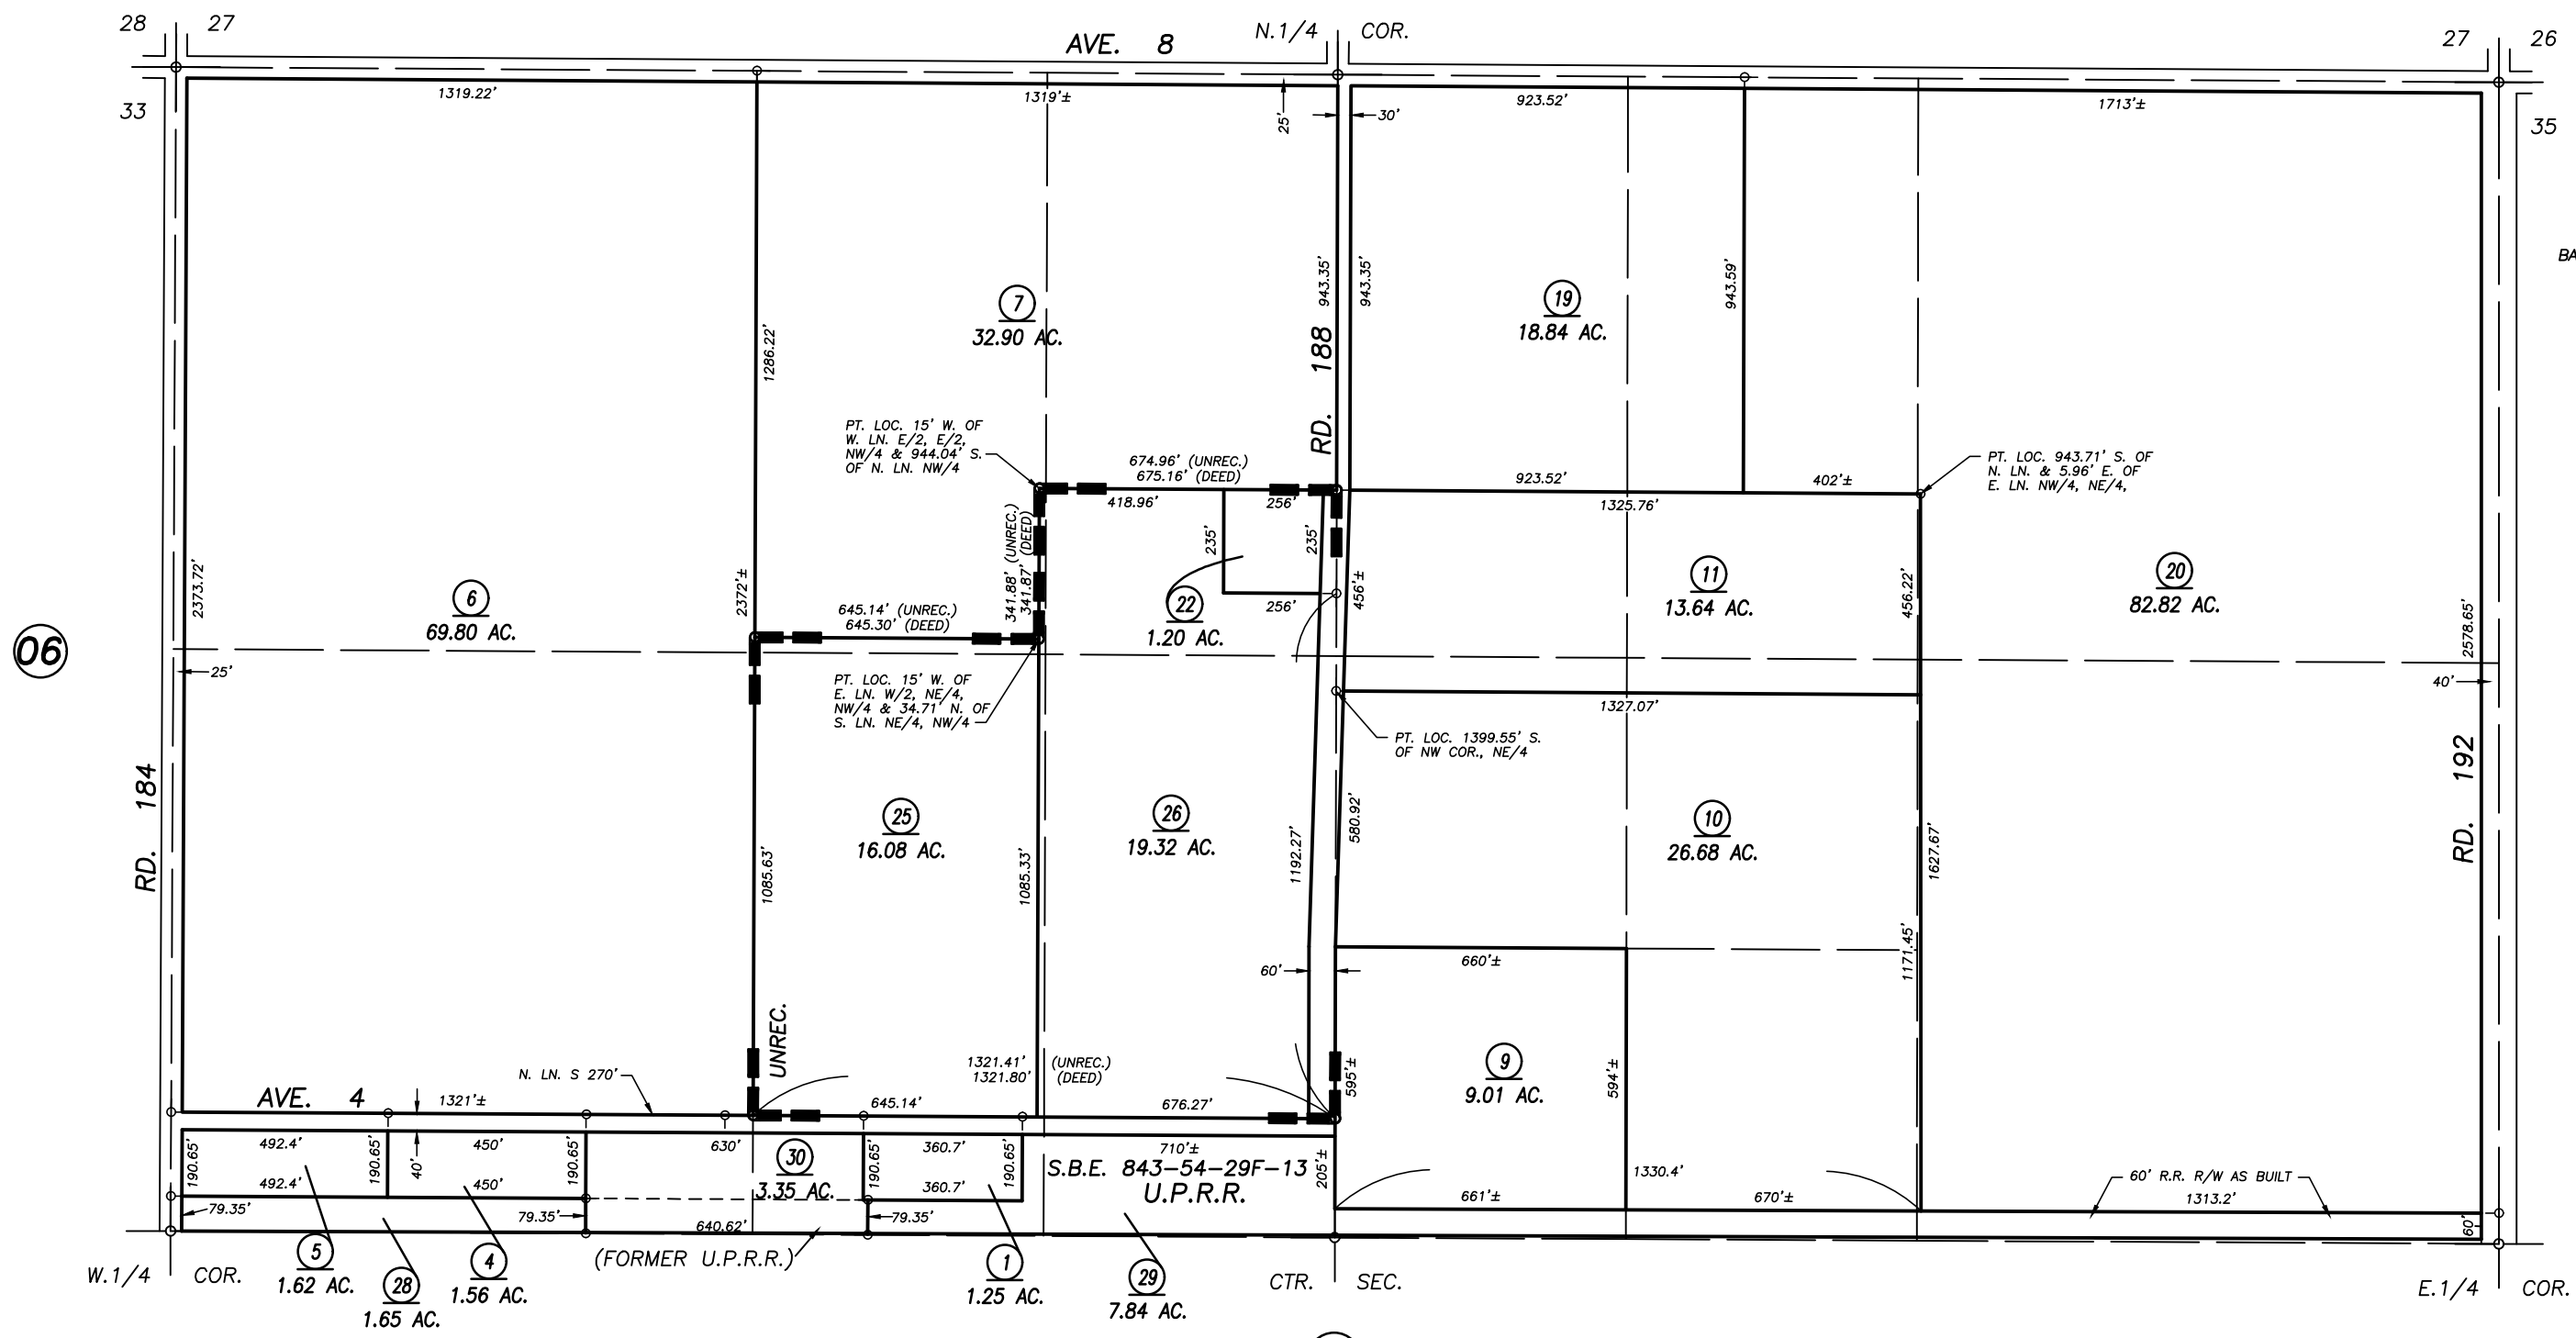 28
27
AVE. 8
N.1/4 COR.
27
26
33
35
1319.22'
1319'±
25'
30'
923.52'
1713'±
BA
943.35'
943.35'
943.59'
7
32.90 AC.
19
18.84 AC.
1286.22'
RD. 188
PT. LOC. 15' W. OF
W. LN. E/2, E/2,
NW/4 & 944.04' S.
OF N. LN. NW/4
674.96' (UNREC.)
675.16' (DEED)
418.96'
256'
923.52'
402'±
1325.76'
PT. LOC. 943.71' S. OF
N. LN. & 5.96' E. OF
E. LN. NW/4, NE/4,
341.88' (UNREC.)
341.87' (DEED)
235'
235'
2373.72'
2372'±
6
69.80 AC.
645.14' (UNREC.)
645.30' (DEED)
22
1.20 AC.
256'
456'±
11
13.64 AC.
456.22'
20
82.82 AC.
2578.65'
06
25'
40'
PT. LOC. 15' W. OF
E. LN. W/2, NE/4,
NW/4 & 34.71' N. OF
S. LN. NE/4, NW/4
1327.07'
PT. LOC. 1399.55' S.
OF NW COR., NE/4
RD. 184
RD. 192
25
16.08 AC.
26
19.32 AC.
10
26.68 AC.
1085.63'
1085.33'
1192.27'
580.92'
1627.67'
1171.45'
60'
660'±
UNREC.
1321.41' (UNREC.)
1321.80' (DEED)
595'±
9
9.01 AC.
594'±
N. LN. S 270'
AVE. 4
1321'±
645.14'
676.27'
492.4'
450'
630'
360.7'
710'±
190.65'
190.65'
40'
190.65'
190.65'
190.65'
30
3.35 AC.
S.B.E. 843-54-29F-13
U.P.R.R.
205'±
1330.4'
60' R.R. R/W AS BUILT
1313.2'
492.4'
450'
360.7'
661'±
670'±
79.35'
79.35'
640.62'
79.35'
60'
(FORMER U.P.R.R.)
W.1/4 COR.
5
1.62 AC.
28
1.65 AC.
4
1.56 AC.
1
1.25 AC.
29
7.84 AC.
CTR. SEC.
E.1/4 COR.